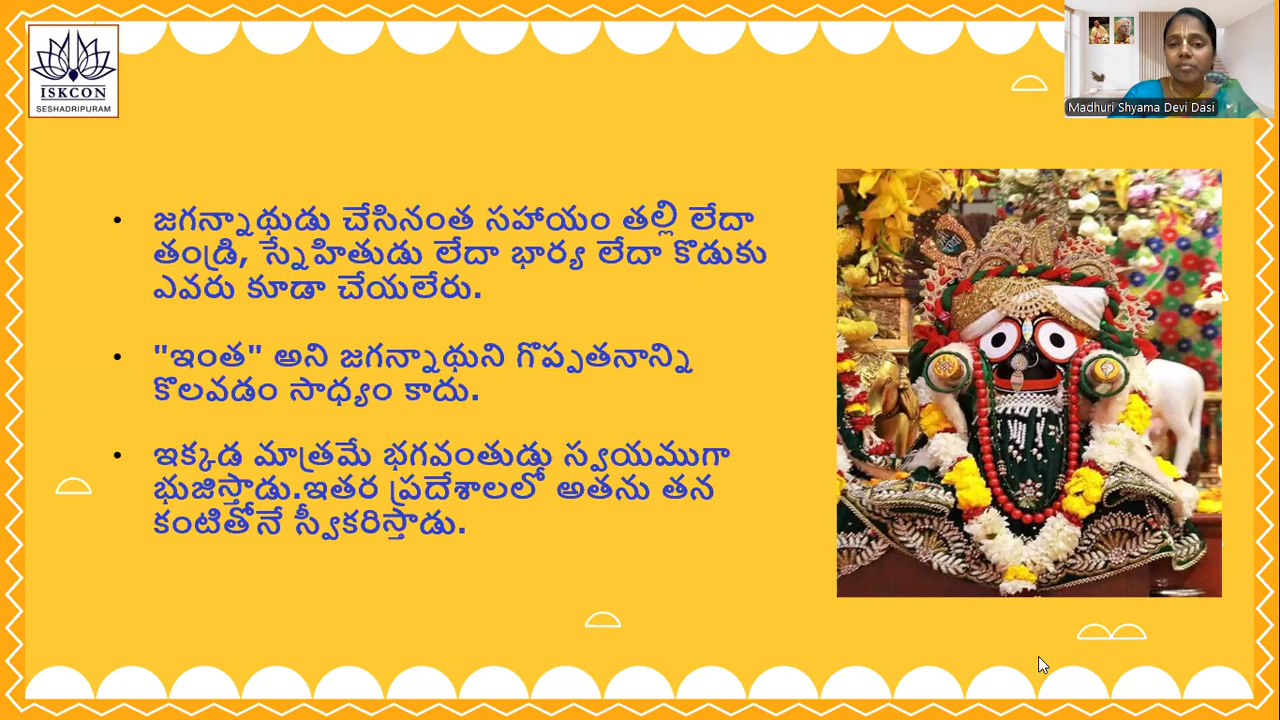 ISKCON
SESHADRIPURAM
Madhuri Shyama Devi Dasi
• జగన్నాథుడు చేసినంత సహాయం తల్లి లేదా
తండ్రి, స్నేహితుడు లేదా భార్య లేదా కొడుకు
ఎవరు కూడా చేయలేరు.
• "ఇంత" అని జగన్నాథుని గొప్పతనాన్ని
కొలవడం సాధ్యం కాదు.
• ఇక్కడ మాత్రమే భగవంతుడు స్వయముగా
భుజిస్తాడు.ఇతర ప్రదేశాలలో అతను తన
కంటితోనే స్వీకరిస్తాడు.